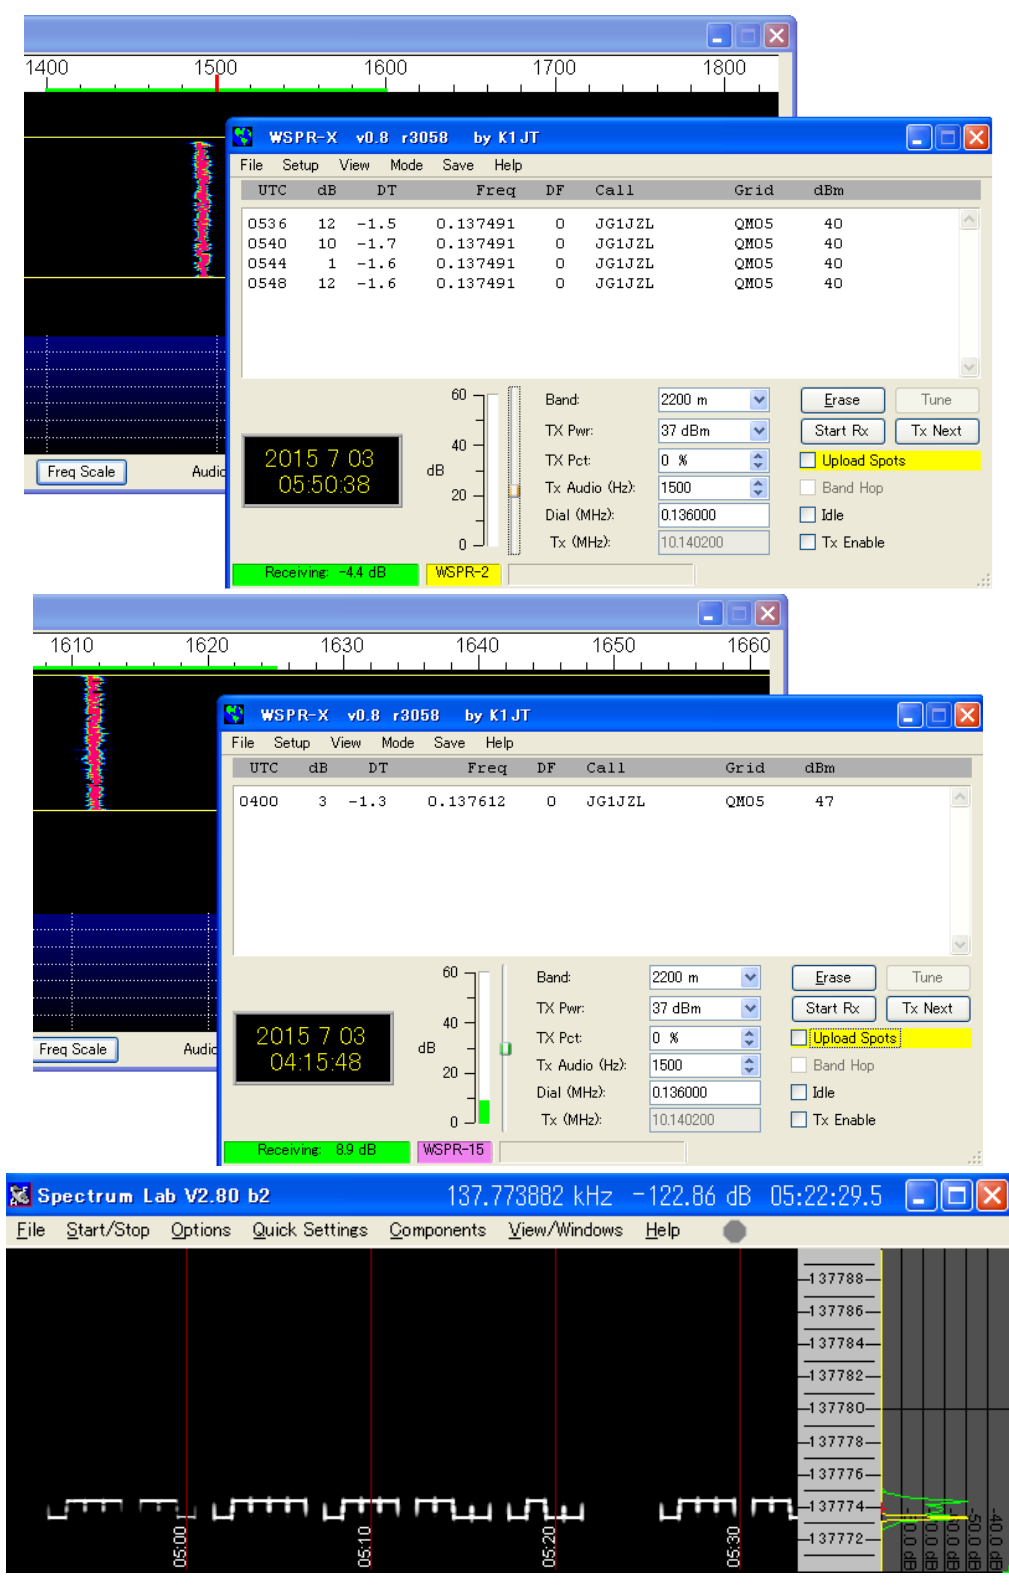 1400 1500 1600 1700 1800
WSPR-X v0.8 r3058 by K1JT
File Setup View Mode Save Help
UTC dB DT Freq DF Call Grid dBm
0536 12 -1.5 0.137491 0 JG1JZL QM05 40
0540 10 -1.7 0.137491 0 JG1JZL QM05 40
0544 1 -1.6 0.137491 0 JG1JZL QM05 40
0548 12 -1.6 0.137491 0 JG1JZL QM05 40
60 Band: 2200 m Erase Tune
TX Pwr: 37 dBm Start Rx Tx Next
40
Freq Scale Audio 2015 7 03 dB TX Pct: 0 % Upload Spots
05:50:38 20 Tx Audio (Hz): 1500 Band Hop
Dial (MHz): 0.136000 Idle
0 Tx (MHz): 10.140200 Tx Enable
Receiving: -4.4 dB WSPR-2
1610 1620 1630 1640 1650 1660
WSPR-X v0.8 r3058 by K1JT
File Setup View Mode Save Help
UTC dB DT Freq DF Call Grid dBm
0400 3 -1.3 0.137612 0 JG1JZL QM05 47
60 Band: 2200 m Erase Tune
TX Pwr: 37 dBm Start Rx Tx Next
40
Freq Scale Audio 2015 7 03 dB TX Pct: 0 % Upload Spots
04:15:48 20 Tx Audio (Hz): 1500 Band Hop
Dial (MHz): 0.136000 Idle
0 Tx (MHz): 10.140200 Tx Enable
Receiving: 8.9 dB WSPR-15
Spectrum Lab V2.80 b2 137.773882 kHz -122.86 dB 05:22:29.5
File Start/Stop Options Quick Settings Components View/Windows Help
137788
137786
137784
137782
137780
137778
137776
137774
137772
05:00 05:10 05:20 05:30
-50.0 dB -40.0 dB